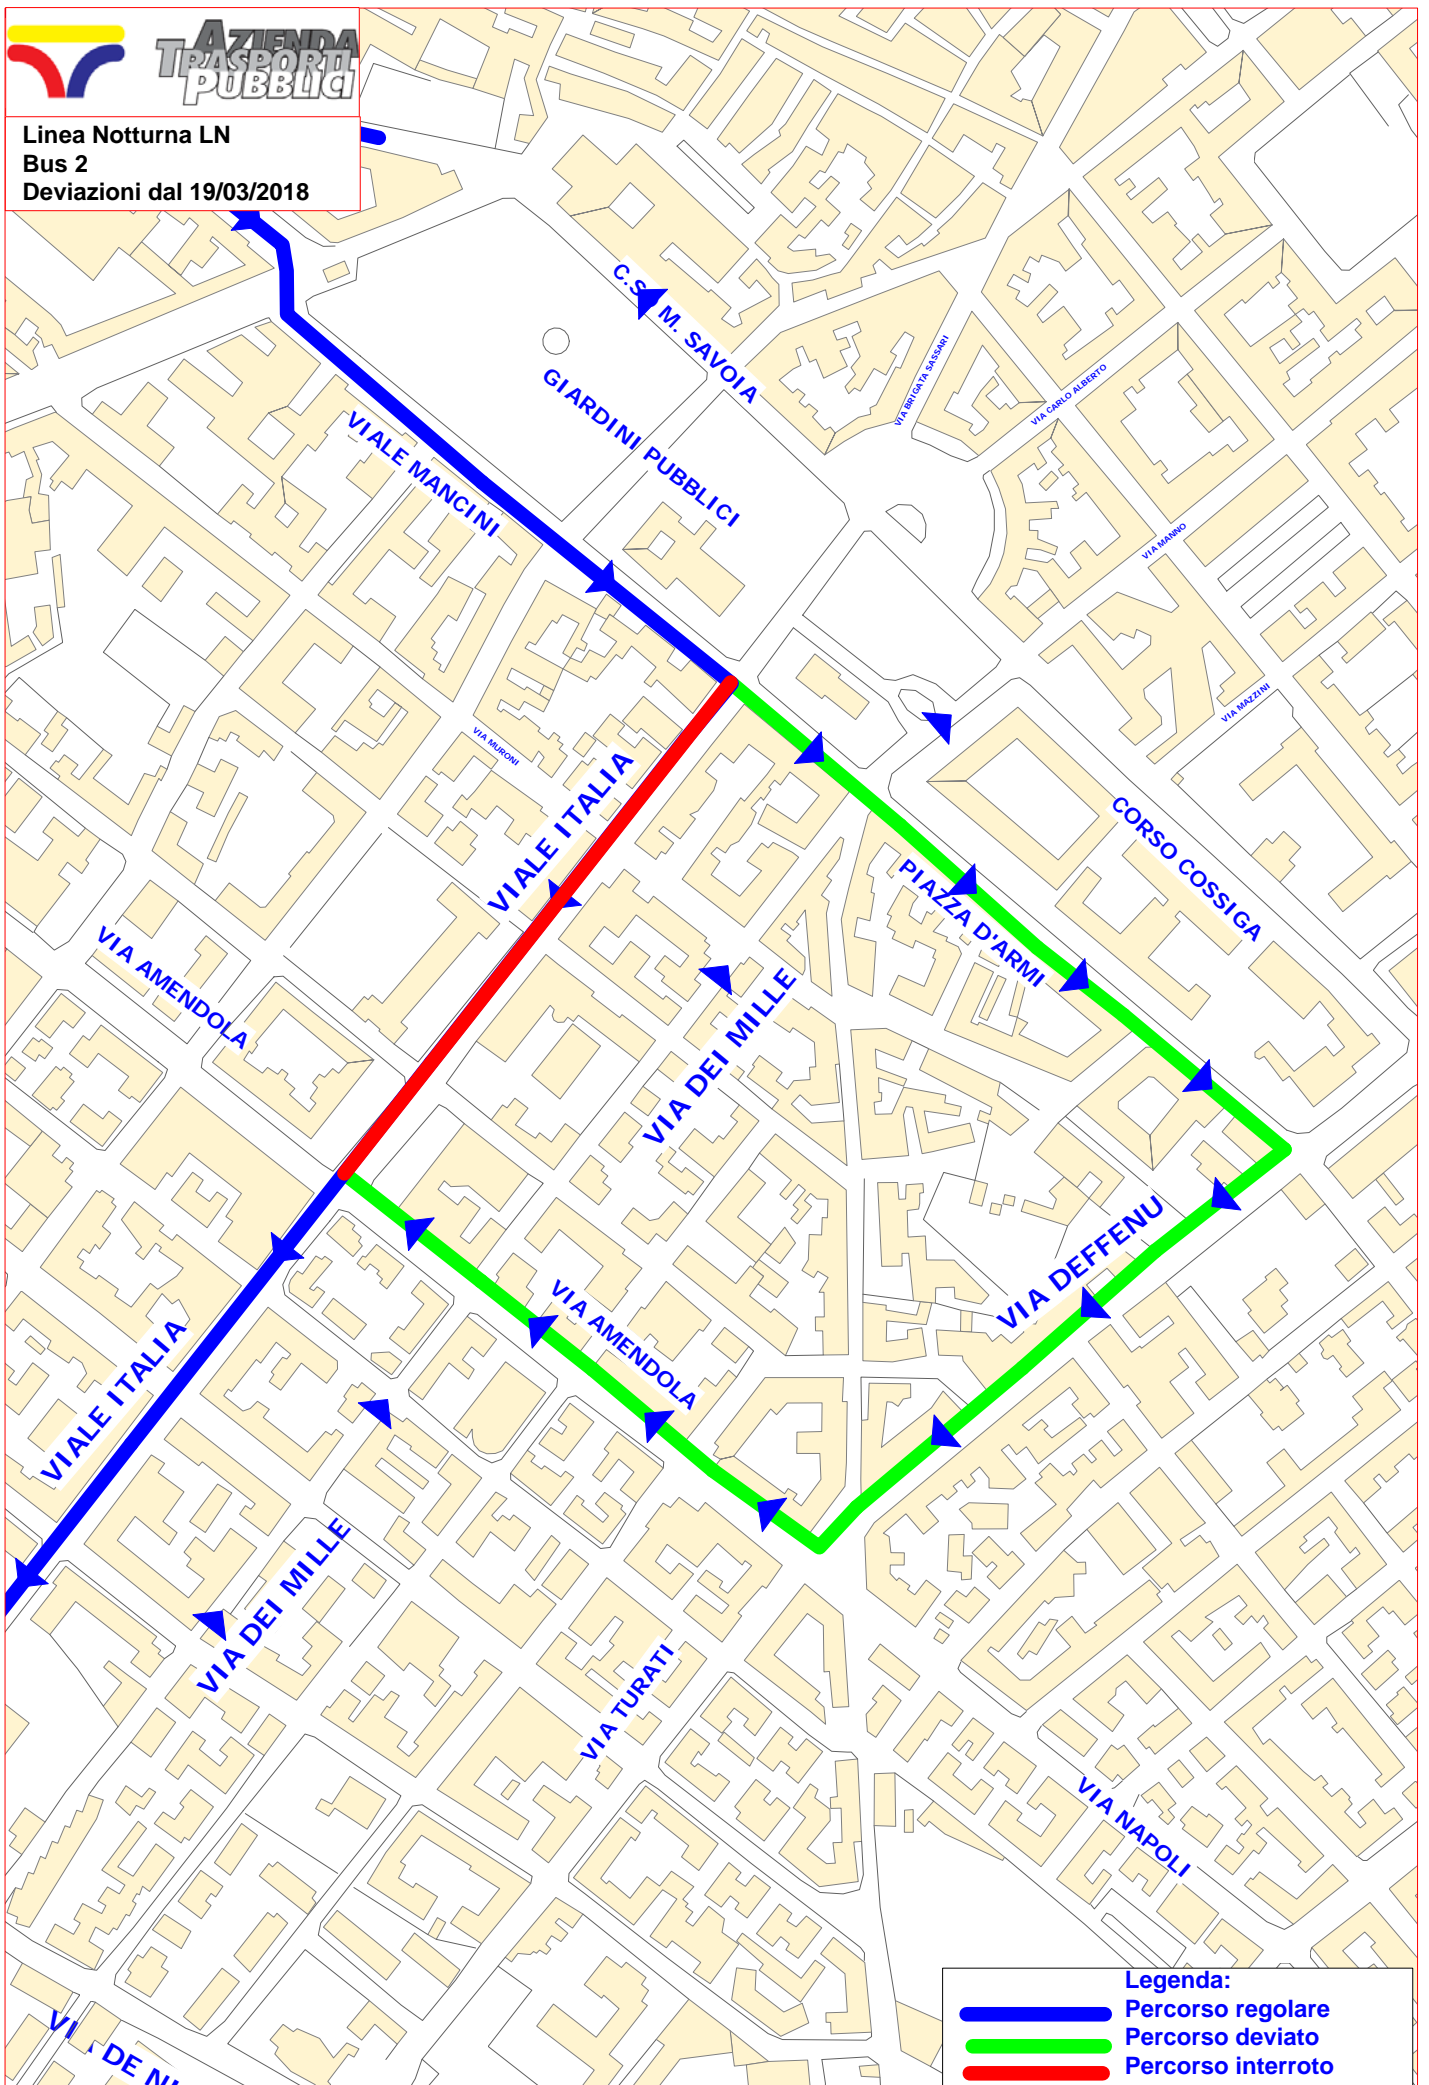 AZIENDA
TRASPORTI
PUBBLICI
Linea Notturna LN
Bus 2
Deviazioni dal 19/03/2018
M. SAVOIA
GIARDINI PUBBLICI
VIA BRIGATA SASSARI
VIA CARLO ALBERTO
VIALE MANCINI
VIA MANNO
VIA MAZZINI
VIA MURONI
VIALE ITALIA
CORSO COSSIGA
PIAZZA D'ARMI
VIA AMENDOLA
VIA DEI MILLE
VIA DEFFENU
VIA AMENDOLA
VIALE ITALIA
VIA DEI MILLE
VIA TURATI
VIA NAPOLI
DE
Legenda:
Percorso regolare
Percorso deviato
Percorso interroto